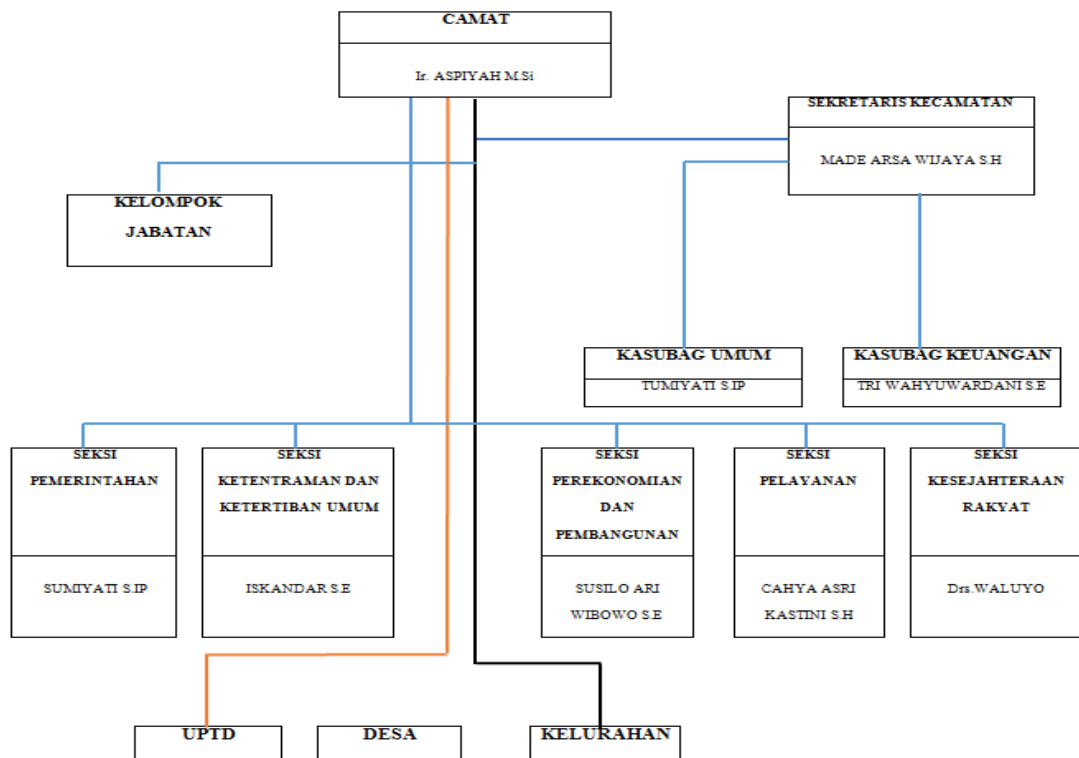 CAMAT
Ir. ASPIYAH M.Si
SEKRETARIS KECAMATAN
MADE ARSA WIJAYA S.H
KELOMPOK
JABATAN
KASUBAG UMUM
TUMIYATI S.IP
KASUBAG KEUANGAN
TRI WAHYUWARDANI S.E
SEKSI
PEMERINTAHAN
SUMIYATI S.IP
SEKSI
KETENTRAMAN DAN
KETERTIBAN UMUM
ISKANDAR S.E
SEKSI
PEREKONOMIAN
DAN
PEMBANGUNAN
SUSILO ARI
WIBOWO S.E
SEKSI
PELAYANAN
CAHYA ASRI
KASTINI S.H
SEKSI
KESEJAHTERAAN
RAKYAT
Drs.WALUYO
UPTD
DESA
KELURAHAN